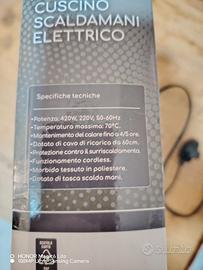 CUSCINO
SCALDAMANI
ELETTRICO
Specifiche tecniche
•Potenza: 420W, 220V, 50-60Hz
•Temperatura massima: 70°C.
•Mantenimento del calore fino a 4/5 ore.
•Dotato di cavo di ricarica da 60cm.
•Protezione contro il surriscaldamento.
•Funzionamento cordless.
•Morbido tessuto in poliestere.
•Dotato di tasca scalda mani.
HONOR Magic6 Lite
subito